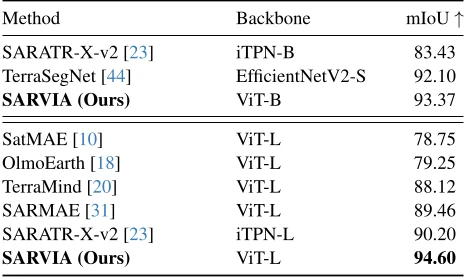 Method Backbone mIoU ↑
SARATR-X-v2 [23] iTPN-B 83.43
TerraSegNet [44] EfficientNetV2-S 92.10
SARVIA (Ours) ViT-B 93.37
SatMAE [10] ViT-L 78.75
OlmoEarth [18] ViT-L 79.25
TerraMind [20] ViT-L 88.12
SARMAE [31] ViT-L 89.46
SARATR-X-v2 [23] iTPN-L 90.20
SARVIA (Ours) ViT-L 94.60